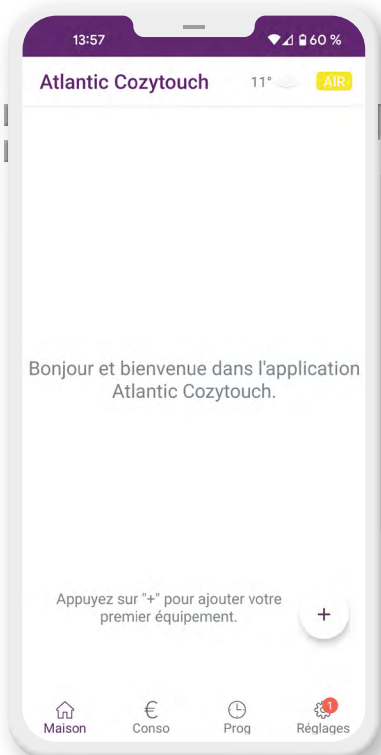 13:57 60 %
Atlantic Cozytouch 11° AIR
Bonjour et bienvenue dans l'application
Atlantic Cozytouch.
Appuyez sur "+" pour ajouter votre
premier équipement.
+
€ 1
Maison Conso Prog Réglages